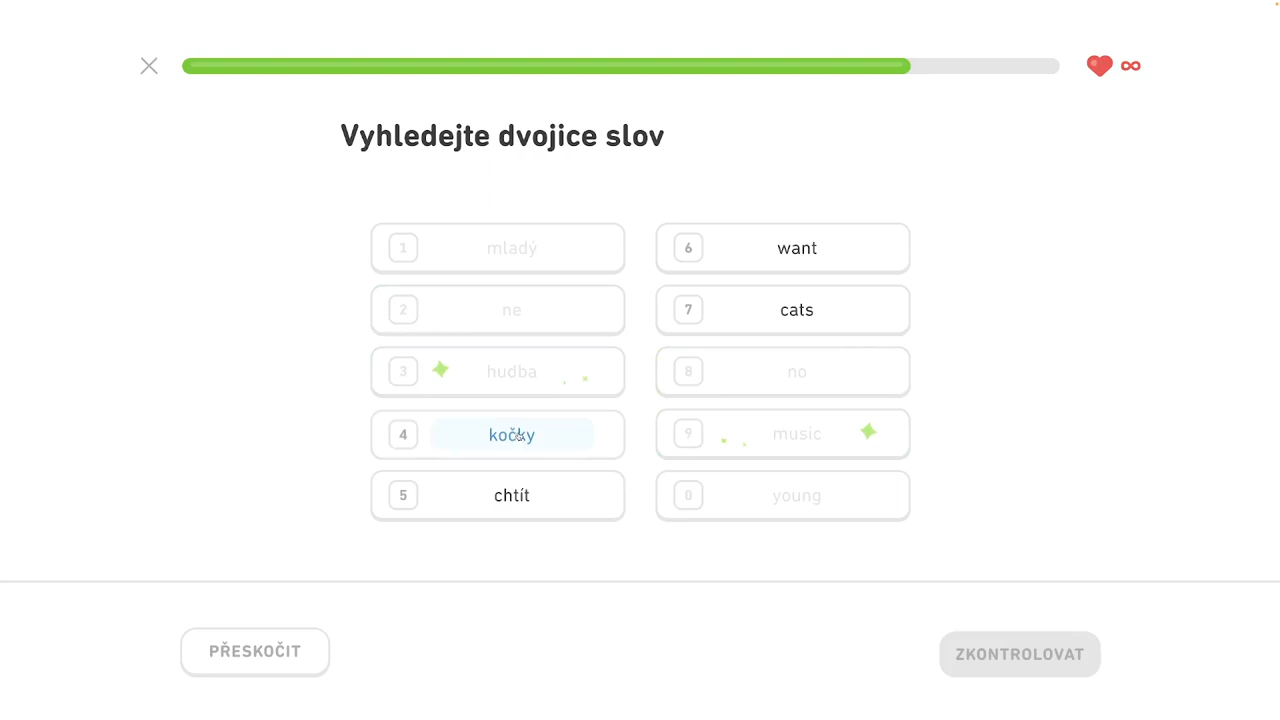 ∞
Vyhledejte dvojice slov
1 mladý
6 want
2 ne
7 cats
3 hudba
8 no
4 kočky
9 music
5 chtít
0 young
PŘESKOČIT
ZKONTROLOVAT